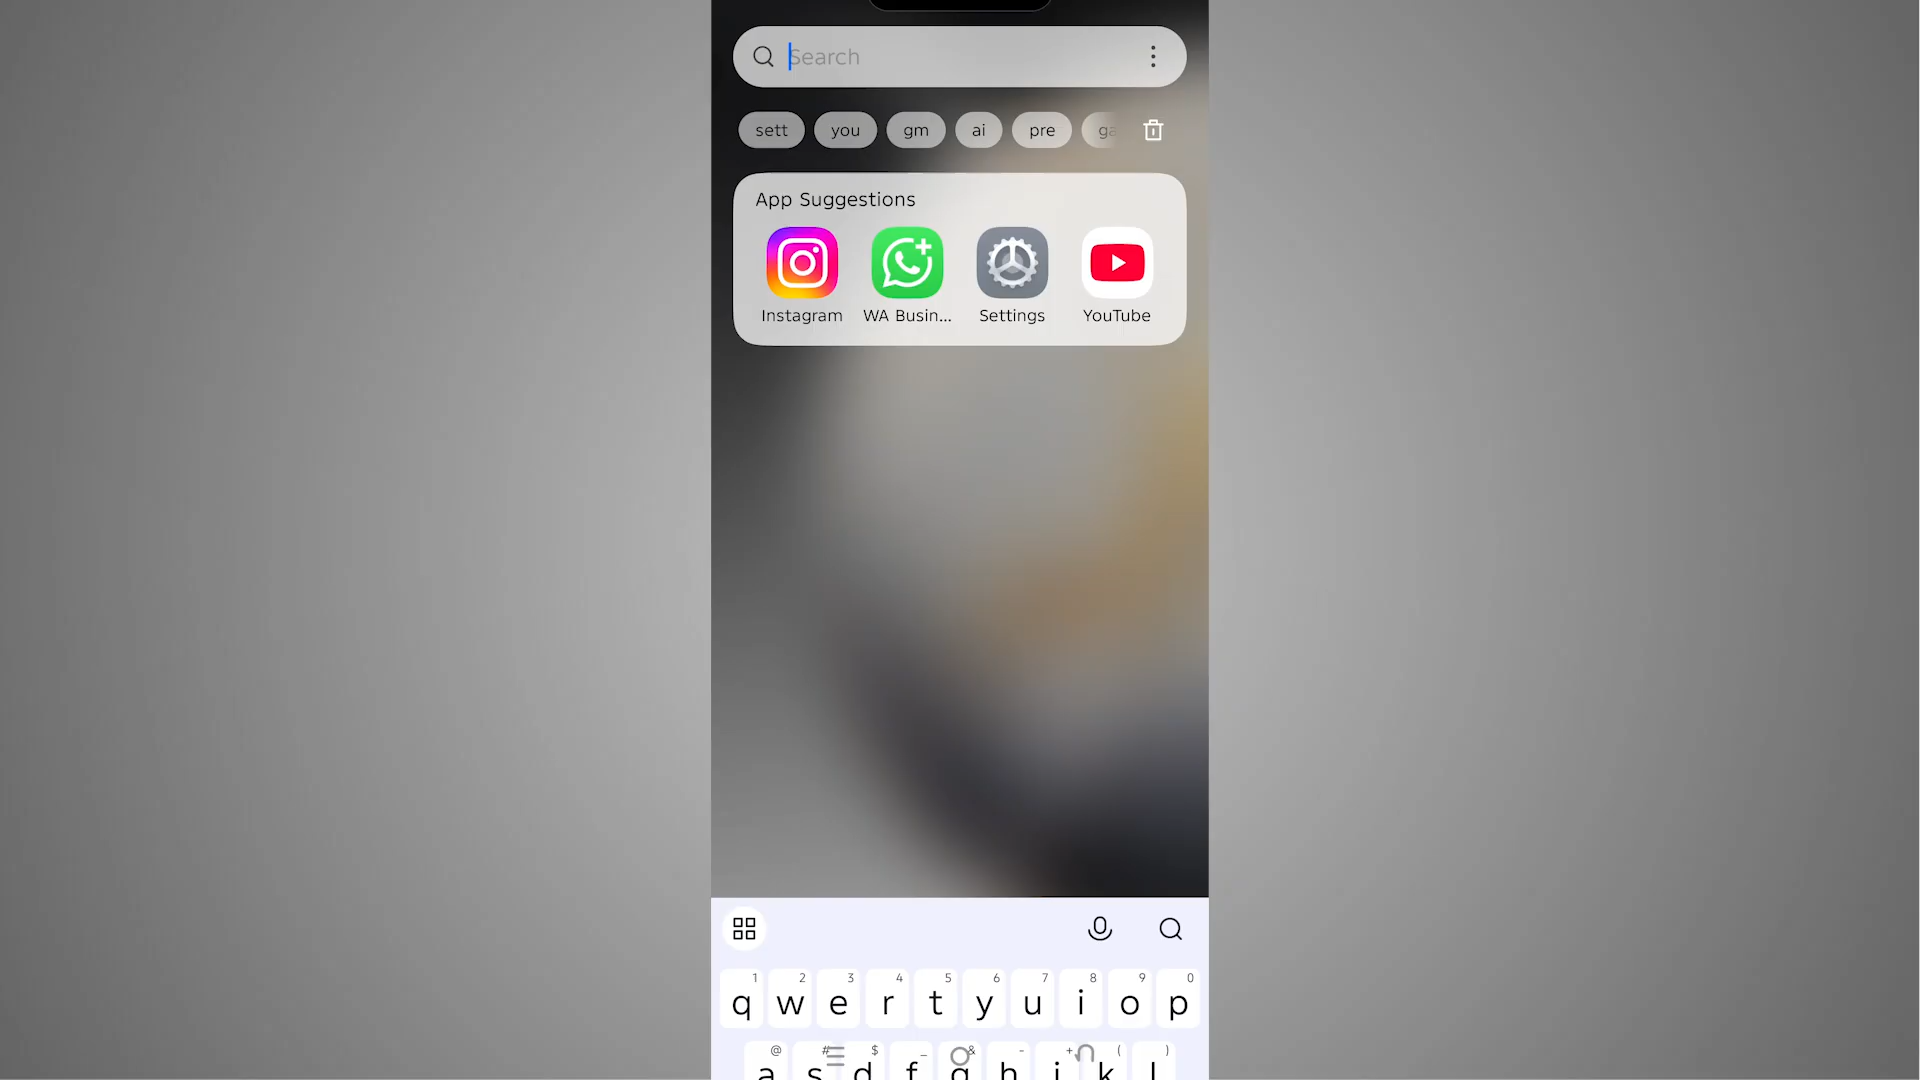 Search
sett you gm ai pre ga
App Suggestions
Instagram WA Busin... Settings YouTube
1 2 3 4 5 6 7 8 9 0
q w e r t y u i o p
@ # $ _ & - + ( )
a s d f g h j k l